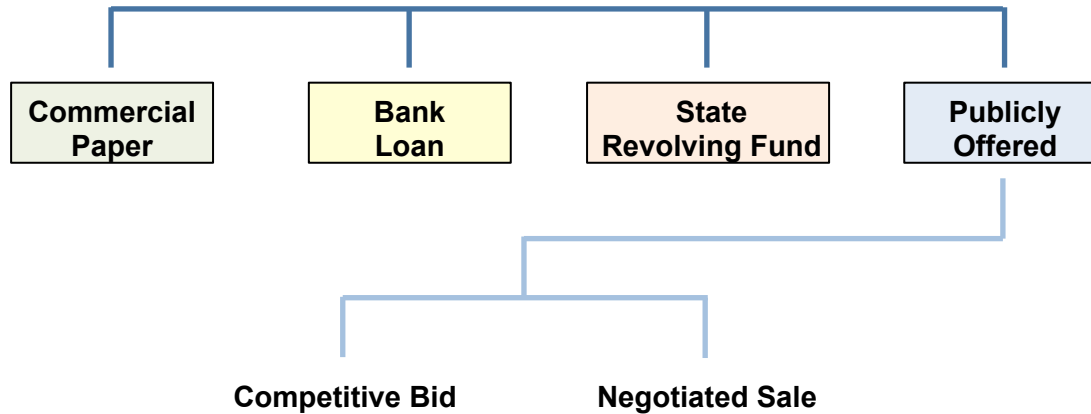 Commercial
Paper
Bank
Loan
State
Revolving Fund
Publicly
Offered
Competitive Bid
Negotiated Sale